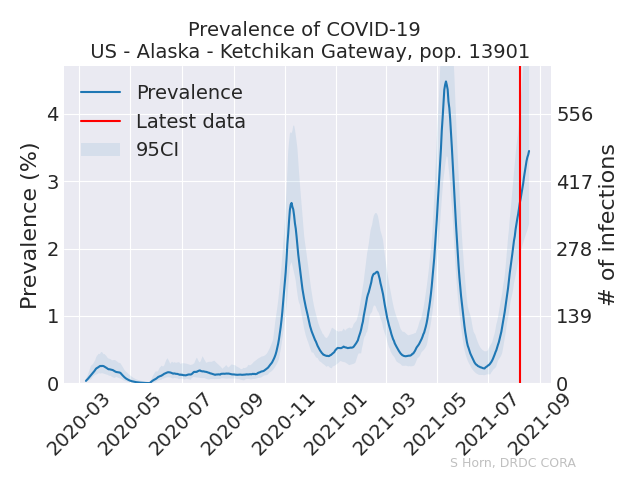 Prevalence of COVID-19
US - Alaska - Ketchikan Gateway, pop. 13901
Prevalence
Latest data
95CI
Prevalence (%)
4
3
2
1
0
556
417
278
139
0
# of infections
2020-03
2020-05
2020-07
2020-09
2020-11
2021-01
2021-03
2021-05
2021-07
2021-09
S Horn, DRDC CORA